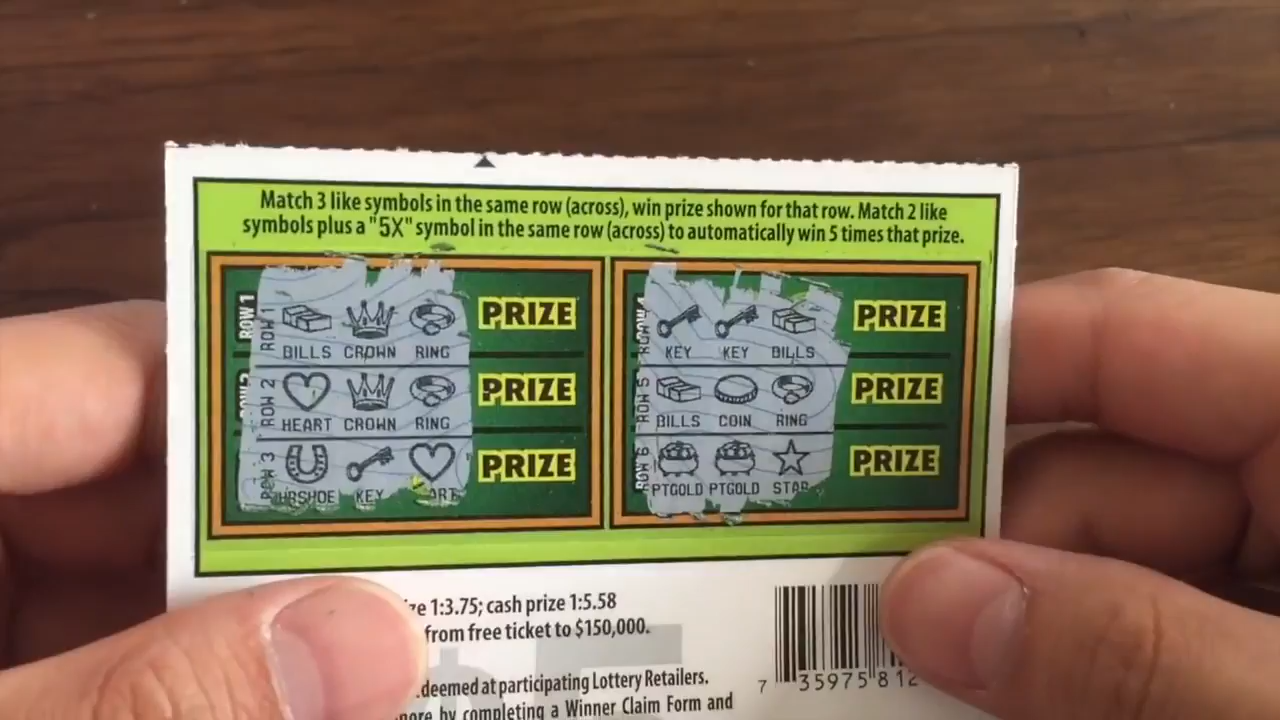 Match 3 like symbols in the same row (across), win prize shown for that row. Match 2 like
symbols plus a "5X" symbol in the same row (across) to automatically win 5 times that prize.
ROW 1
ROW 1 BILLS CROWN RING PRIZE
ROW 2 HEART CROWN RING PRIZE
ROW 3 HRSHOE KEY ART PRIZE
ROW 4 KEY KEY BILLS PRIZE
ROW 5 BILLS COIN RING PRIZE
ROW 6 PTGOLD PTGOLD STAR PRIZE
ze 1:3.75; cash prize 1:5.58
from free ticket to $150,000.
deemed at participating Lottery Retailers.
more by completing a Winner Claim Form and
7 35975 812